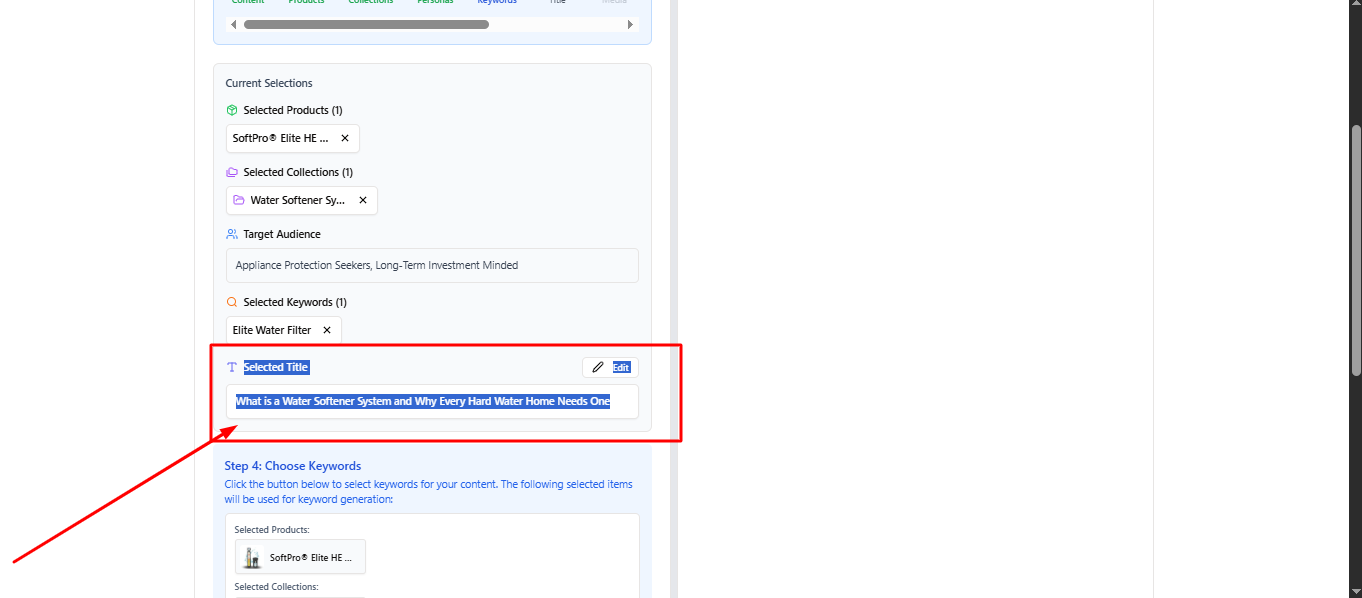 Content Products Collections Personas Keywords Title Media
Current Selections
Selected Products (1)
SoftPro® Elite HE ...
Selected Collections (1)
Water Softener Sy...
Target Audience
Appliance Protection Seekers, Long-Term Investment Minded
Selected Keywords (1)
Elite Water Filter
Selected Title
Edit
What is a Water Softener System and Why Every Hard Water Home Needs One
Step 4: Choose Keywords
Click the button below to select keywords for your content. The following selected items
will be used for keyword generation:
Selected Products:
SoftPro® Elite HE ...
Selected Collections: